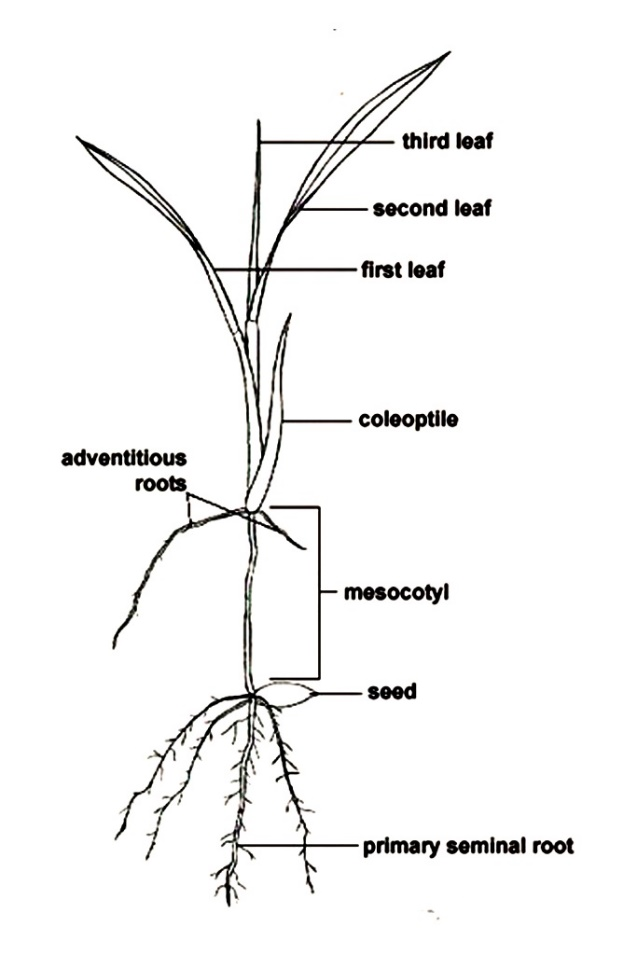 third leaf
second leaf
first leaf
coleoptile
adventitious
roots
mesocotyl
seed
primary seminal root